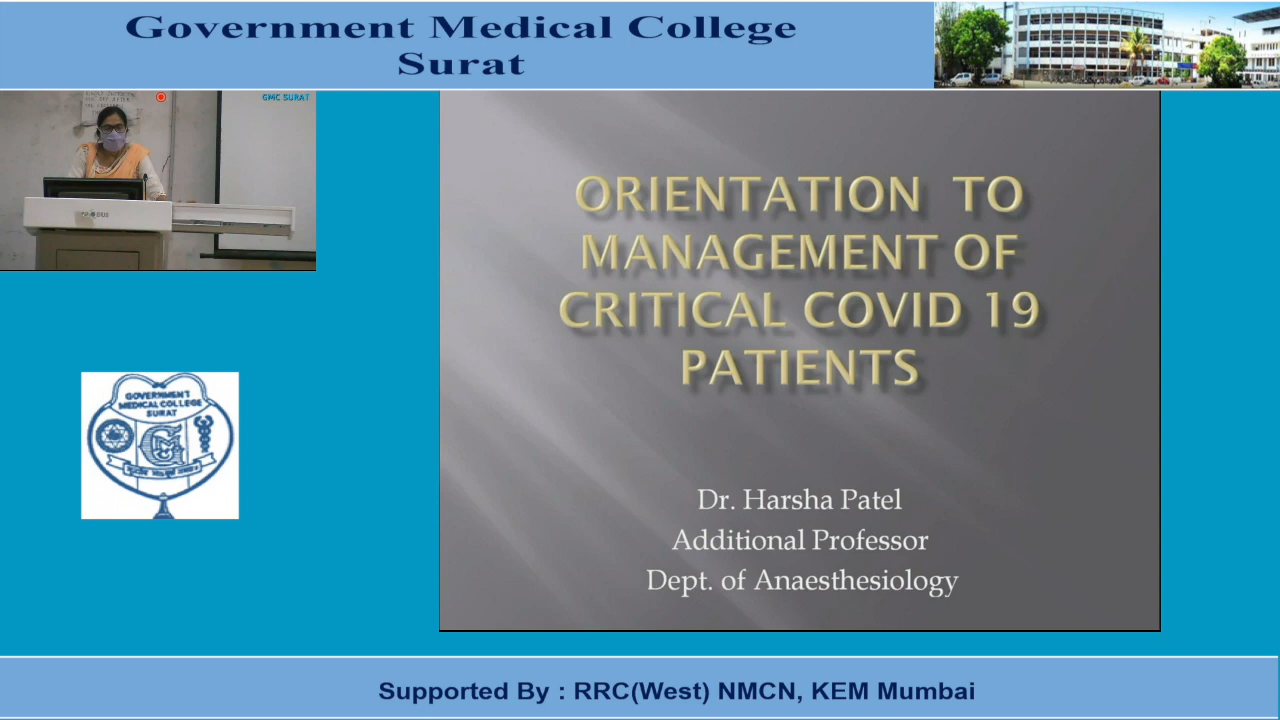 Government Medical College
Surat
GMC SURAT
ORIENTATION TO
MANAGEMENT OF
CRITICAL COVID 19
PATIENTS
Dr. Harsha Patel
Additional Professor
Dept. of Anaesthesiology
GOVERNMENT
MEDICAL COLLEGE
SURAT
Supported By : RRC(West) NMCN, KEM Mumbai